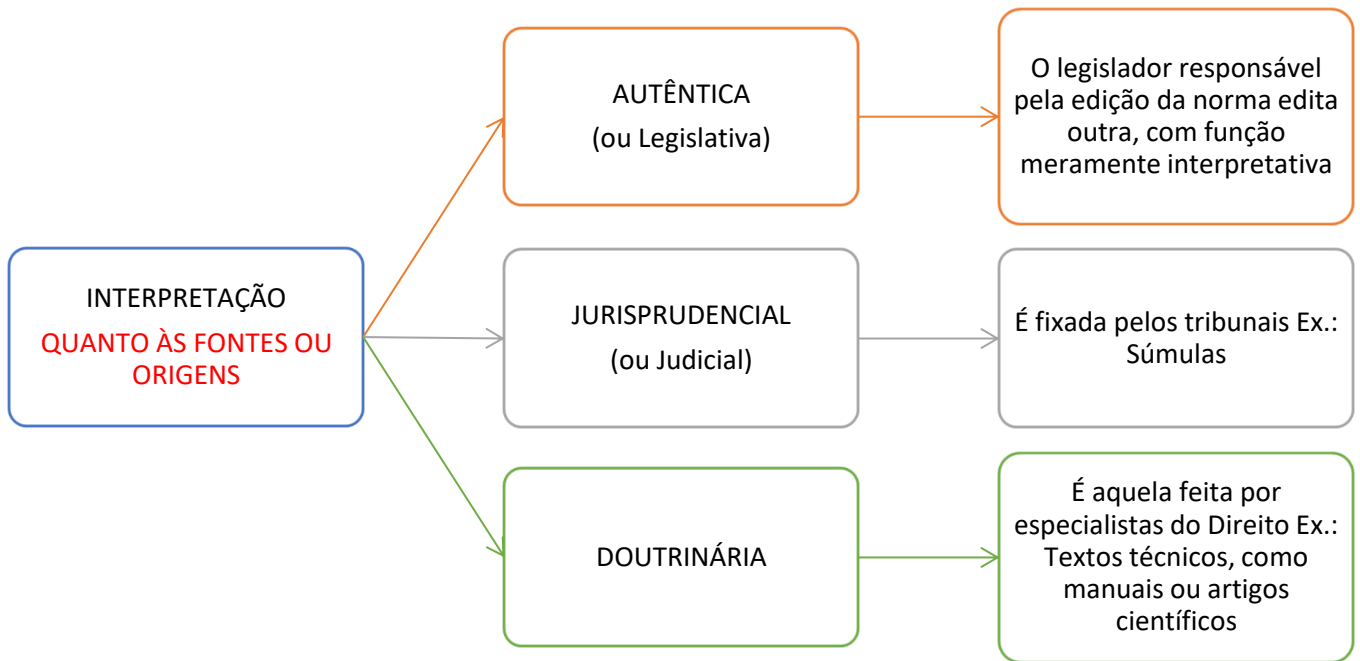 INTERPRETAÇÃO
QUANTO ÀS FONTES OU
ORIGENS
AUTÊNTICA
(ou Legislativa)
O legislador responsável
pela edição da norma edita
outra, com função
meramente interpretativa
JURISPRUDENCIAL
(ou Judicial)
É fixada pelos tribunais Ex.:
Súmulas
DOUTRINÁRIA
É aquela feita por
especialistas do Direito Ex.:
Textos técnicos, como
manuais ou artigos
científicos